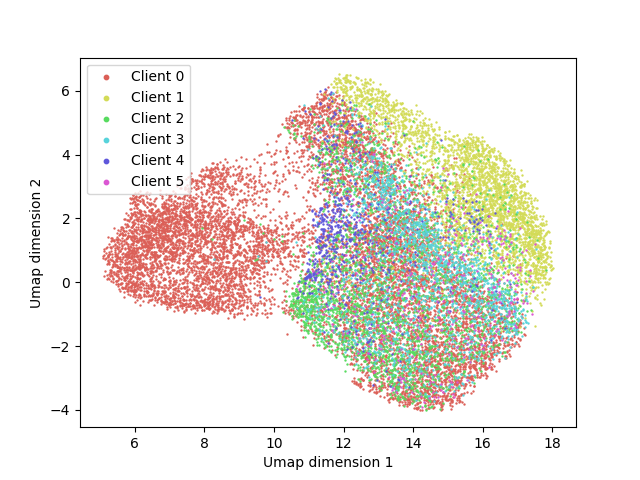 Client 0
Client 1
Client 2
Client 3
Client 4
Client 5
6
4
2
0
−2
−4
Umap dimension 2
6 8 10 12 14 16 18
Umap dimension 1